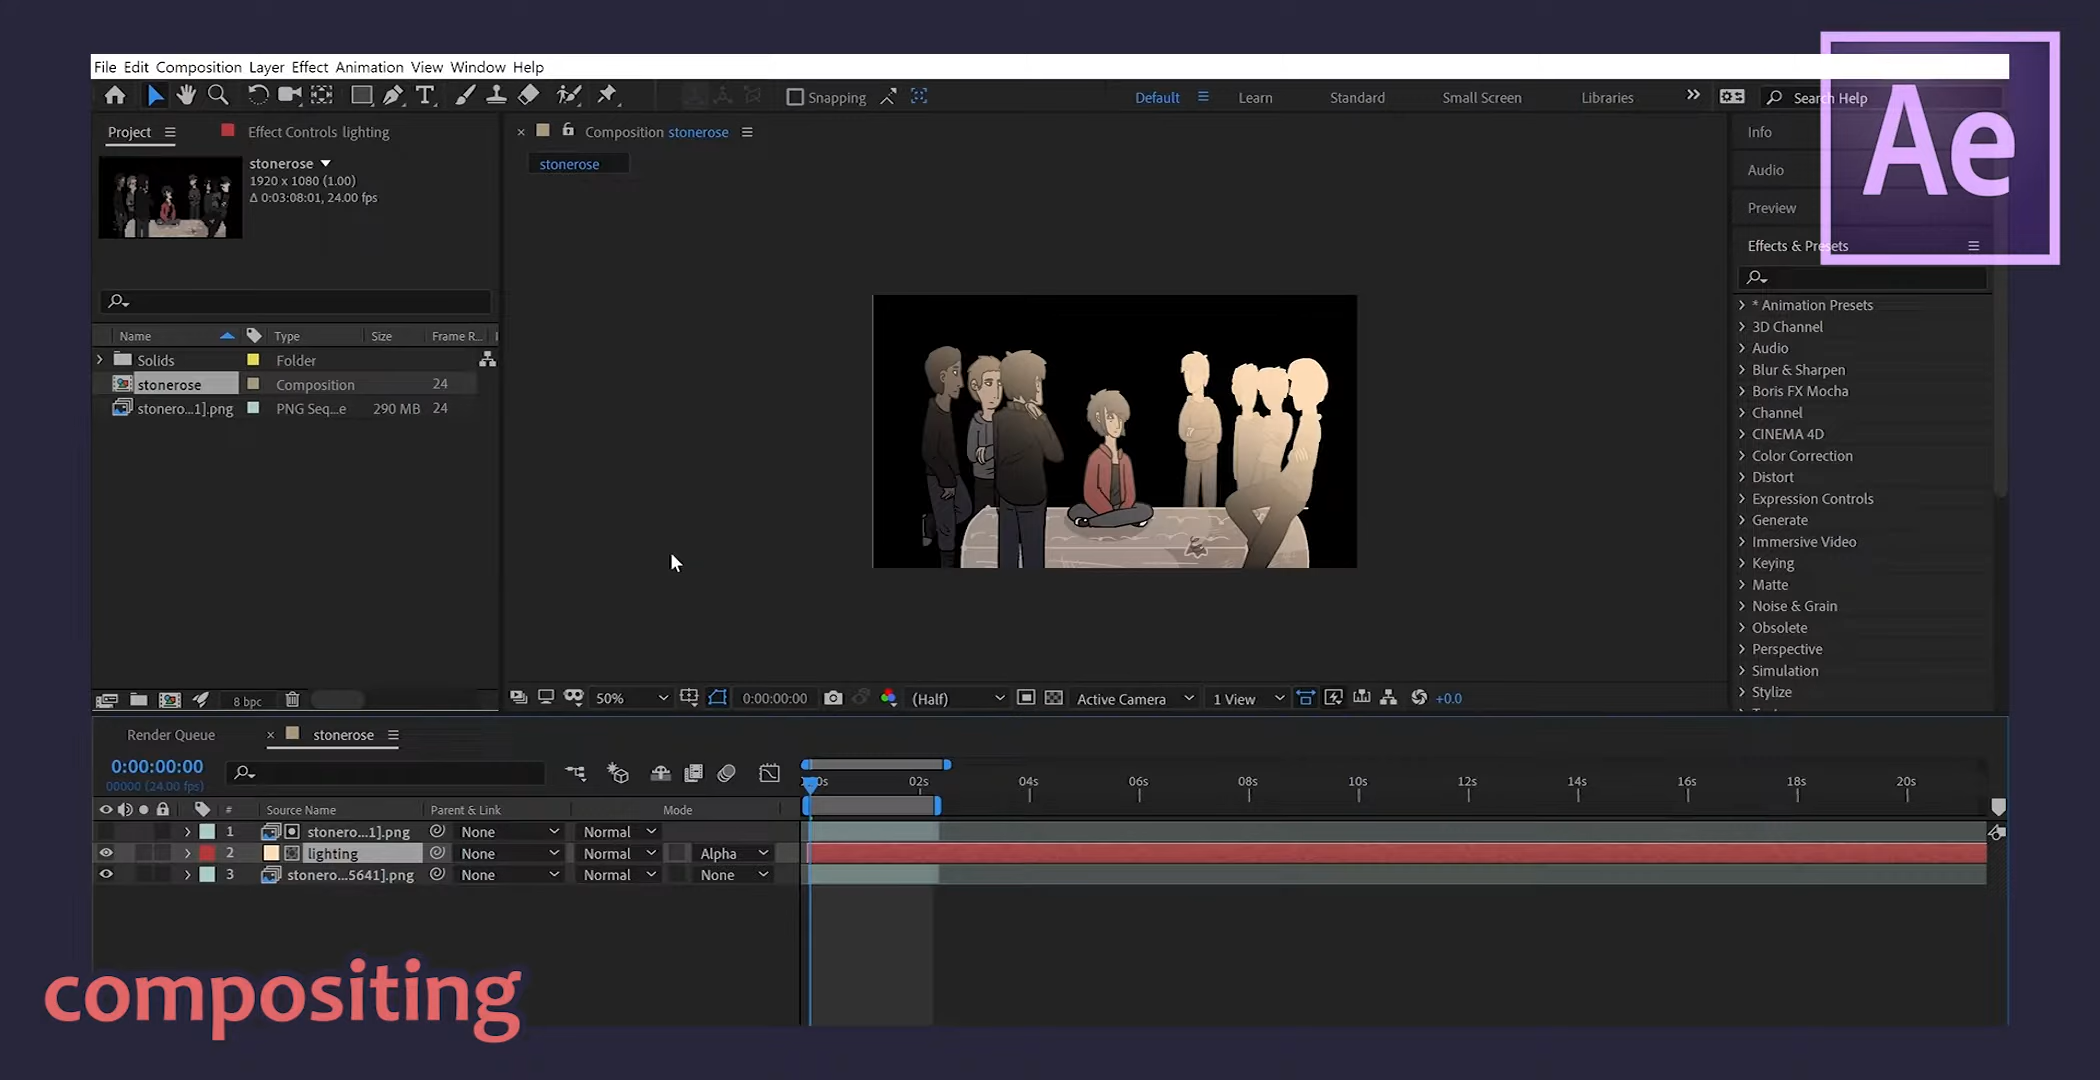 File Edit Composition Layer Effect Animation View Window Help
Snapping
Default
Learn
Standard
Small Screen
Libraries
Search Help
Ae
Project
Effect Controls lighting
stonerose
1920 x 1080 (1.00)
Δ 0:03:08:01, 24.00 fps
Name Type Size Frame R...
Solids Folder
stonerose Composition 24
stonero...1].png PNG Seq...e 290 MB 24
8 bpc
Composition stonerose
stonerose
50%
0:00:00:00
(Half)
Active Camera
1 View
+0.0
Info
Audio
Preview
Effects & Presets
* Animation Presets
3D Channel
Audio
Blur & Sharpen
Boris FX Mocha
Channel
CINEMA 4D
Color Correction
Distort
Expression Controls
Generate
Immersive Video
Keying
Matte
Noise & Grain
Obsolete
Perspective
Simulation
Stylize
Render Queue
stonerose
0:00:00:00
00000 (24.00 fps)
02s 04s 06s 08s 10s 12s 14s 16s 18s 20s
# Source Name Parent & Link Mode
1 stonero...1].png None Normal
2 lighting None Normal Alpha
3 stonero...5641].png None Normal None
compositing